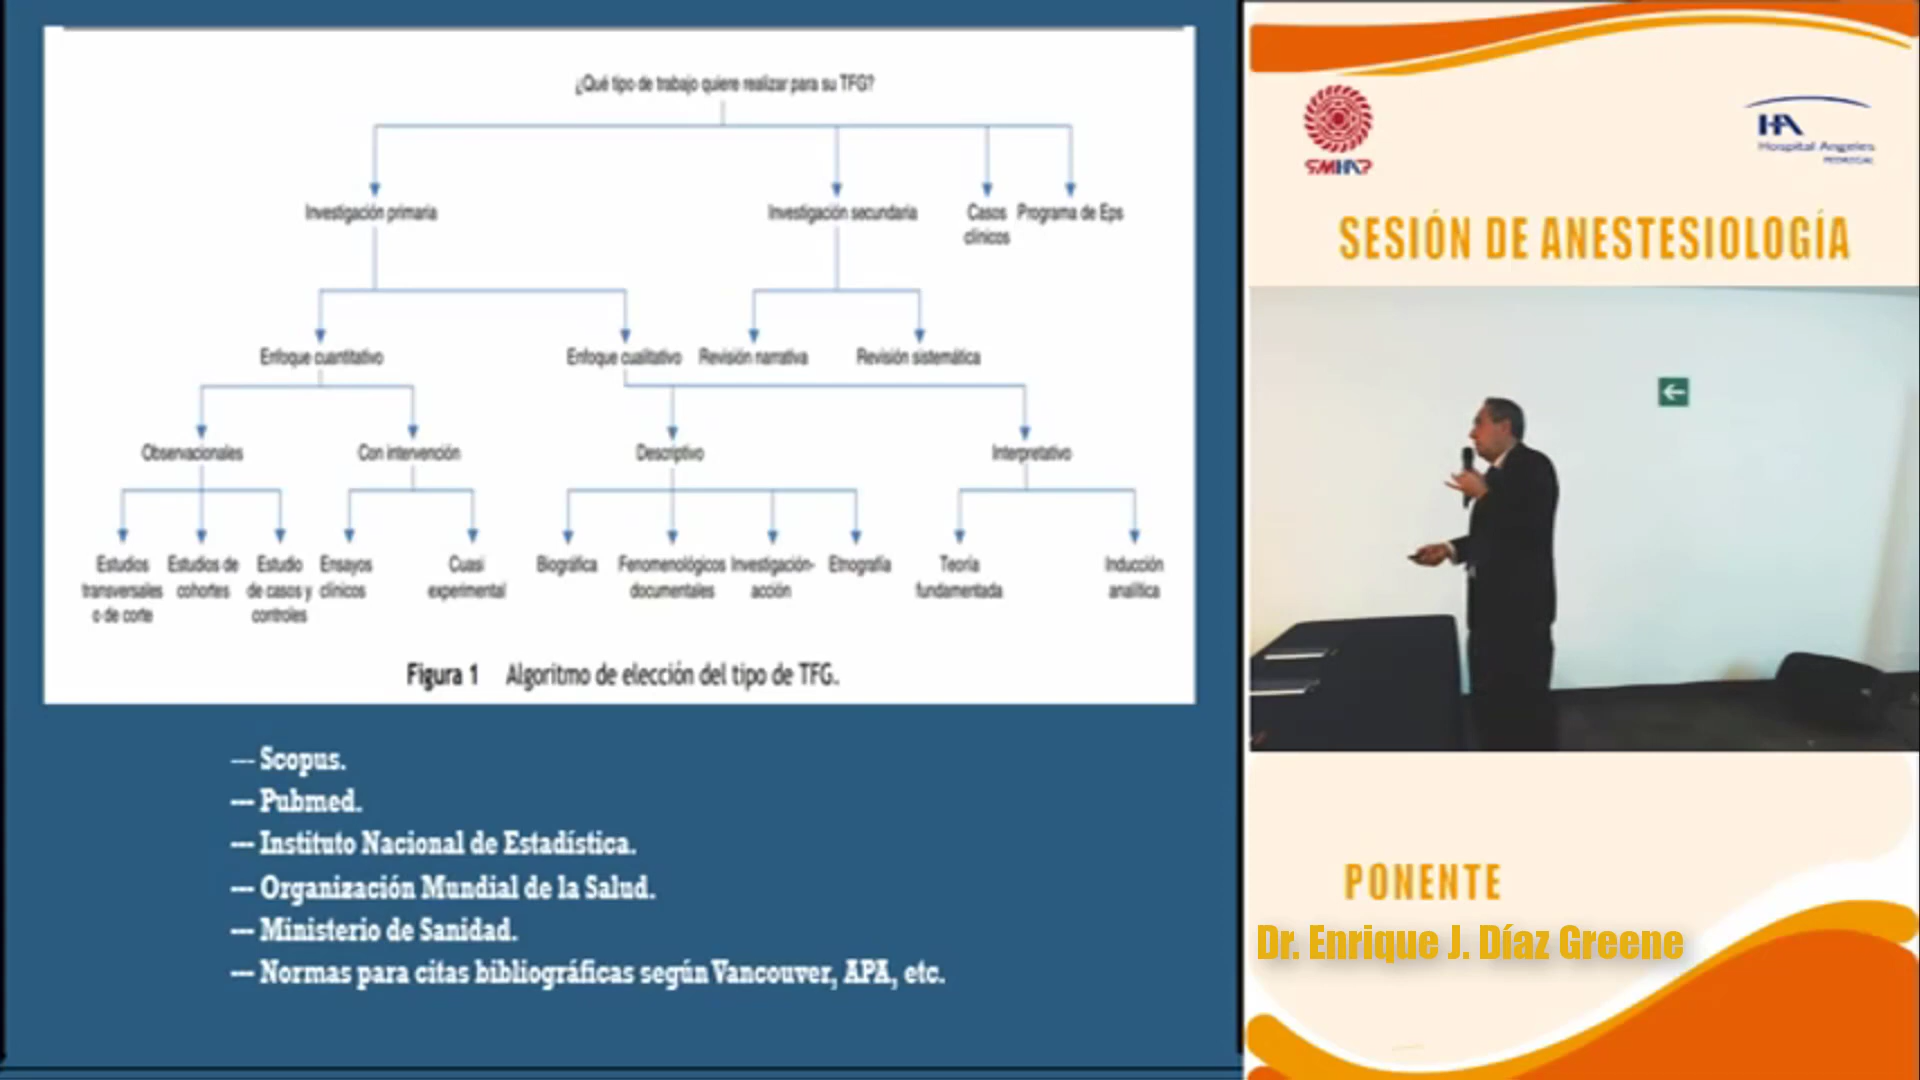 ¿Qué tipo de trabajo quiere realizar para su TFG?
Investigación primaria
Investigación secundaria
Casos
clínicos
Programa de Eps
Enfoque cuantitativo
Enfoque cualitativo
Revisión narrativa
Revisión sistemática
Observacionales
Con intervención
Descriptivo
Interpretativo
Estudios
transversales
o de corte
Estudios de
cohortes
Estudio
de casos y
controles
Ensayos
clínicos
Cuasi
experimental
Biográfica
Fenomenológicos
documentales
Investigación-
acción
Etnografía
Teoría
fundamentada
Inducción
analítica
Figura 1 Algoritmo de elección del tipo de TFG.
--- Scopus.
--- Pubmed.
--- Instituto Nacional de Estadística.
--- Organización Mundial de la Salud.
--- Ministerio de Sanidad.
--- Normas para citas bibliográficas según Vancouver, APA, etc.
SMHAP
HA
Hospital Angeles
PEDREGAL
SESIÓN DE ANESTESIOLOGÍA
PONENTE
Dr. Enrique J. Díaz Greene